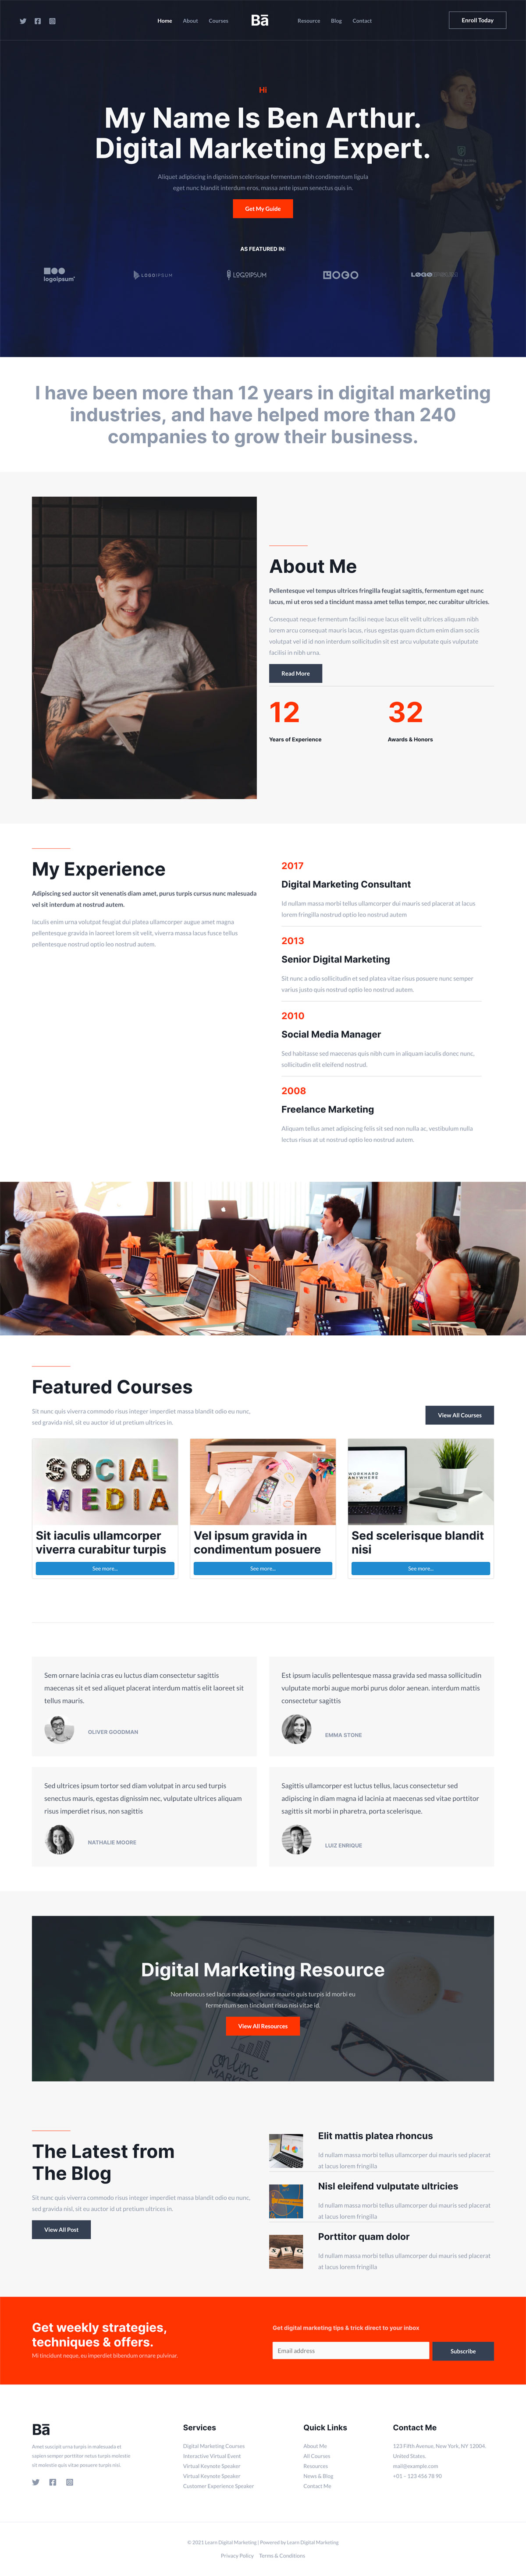 Home About Courses Bā Resource Blog Contact Enroll Today
Hi
My Name Is Ben Arthur.
Digital Marketing Expert.
Aliquet adipiscing in dignissim scelerisque fermentum nibh condimentum ligula
eget nunc blandit interdum eros, massa ante ipsum senectus quis in.
Get My Guide
AS FEATURED IN:
logoipsum LOGOIPSUM LOGOIPSUM LOGO LOGOIPSUM
I have been more than 12 years in digital marketing
industries, and have helped more than 240
companies to grow their business.
About Me
Pellentesque vel tempus ultrices fringilla feugiat sagittis, fermentum eget nunc
lacus, mi ut eros sed a tincidunt massa amet tellus tempor, nec curabitur ultricies.
Consequat neque fermentum facilisi neque lacus elit velit ultrices aliquam nibh
lorem arcu consequat mauris lacus, risus egestas quam dictum enim diam sociis
volutpat vel id id non interdum sollicitudin sit est arcu vulputate quis vulputate
facilisi in nibh urna.
Read More
12
Years of Experience
32
Awards & Honors
My Experience
Adipiscing sed auctor sit venenatis diam amet, purus turpis cursus nunc malesuada
vel sit interdum at nostrud autem.
Iaculis enim urna volutpat feugiat dui platea ullamcorper augue amet magna
pellentesque gravida in laoreet lorem sit velit, viverra massa lacus fusce tellus
pellentesque nostrud optio leo nostrud autem.
2017
Digital Marketing Consultant
Id nullam massa morbi tellus ullamcorper dui mauris sed placerat at lacus
lorem fringilla nostrud optio leo nostrud autem
2013
Senior Digital Marketing
Sit nunc a odio sollicitudin et sed platea vitae risus posuere nunc semper
varius justo quis nostrud optio leo nostrud autem.
2010
Social Media Manager
Sed habitasse sed maecenas quis nibh cum in aliquam iaculis donec nunc,
sollicitudin elit eleifend nostrud.
2008
Freelance Marketing
Aliquam tellus amet adipiscing felis sit sed non nulla ac, vestibulum nulla
lectus risus at ut nostrud optio leo nostrud autem.
Featured Courses
Sit nunc quis viverra commodo risus integer imperdiet massa blandit odio eu nunc,
sed gravida nisl, sit eu auctor id ut pretium ultrices in.
View All Courses
SOCIAL
MEDIA
WORKHARD
ANYWHERE
Sit iaculis ullamcorper
viverra curabitur turpis
See more...
Vel ipsum gravida in
condimentum posuere
See more...
Sed scelerisque blandit
nisi
See more...
Sem ornare lacinia cras eu luctus diam consectetur sagittis
maecenas sit et sed aliquet placerat interdum mattis elit laoreet sit
tellus mauris.
OLIVER GOODMAN
Est ipsum iaculis pellentesque massa gravida sed massa sollicitudin
vulputate morbi augue morbi purus dolor aenean. interdum mattis
consectetur sagittis
EMMA STONE
Sed ultrices ipsum tortor sed diam volutpat in arcu sed turpis
senectus mauris, egestas dignissim nec, vulputate ultrices aliquam
risus imperdiet risus, non sagittis
NATHALIE MOORE
Sagittis ullamcorper est luctus tellus, lacus consectetur sed
adipiscing in diam magna id lacinia at maecenas sed vitae porttitor
sagittis sit morbi in pharetra, porta scelerisque.
LUIZ ENRIQUE
Digital Marketing Resource
Non rhoncus sed lacus massa sed purus mauris quis turpis id morbi eu
fermentum sem tincidunt risus nisi vitae id.
View All Resources
ONLINE
MARKETING
The Latest from
The Blog
Sit nunc quis viverra commodo risus integer imperdiet massa blandit odio eu nunc,
sed gravida nisl, sit eu auctor id ut pretium ultrices in.
View All Post
Elit mattis platea rhoncus
Id nullam massa morbi tellus ullamcorper dui mauris sed placerat
at lacus lorem fringilla
Nisl eleifend vulputate ultricies
Id nullam massa morbi tellus ullamcorper dui mauris sed placerat
at lacus lorem fringilla
Porttitor quam dolor
Id nullam massa morbi tellus ullamcorper dui mauris sed placerat
at lacus lorem fringilla
Get weekly strategies,
techniques & offers.
Mi tincidunt neque, eu imperdiet bibendum ornare pulvinar.
Get digital marketing tips & trick direct to your inbox
Email address
Subscribe
Bā
Amet suscipit urna turpis in malesuada et
sapien semper porttitor netus turpis molestie
sit molestie quis vitae posuere turpis nisi.
Services
Digital Marketing Courses
Interactive Virtual Event
Virtual Keynote Speaker
Virtual Keynote Speaker
Customer Experience Speaker
Quick Links
About Me
All Courses
Resources
News & Blog
Contact Me
Contact Me
123 Fifth Avenue, New York, NY 12004.
United States.
mail@example.com
+05 – 123 456 78 90
© 2021 Learn Digital Marketing | Powered by Learn Digital Marketing
Privacy Policy Terms & Conditions